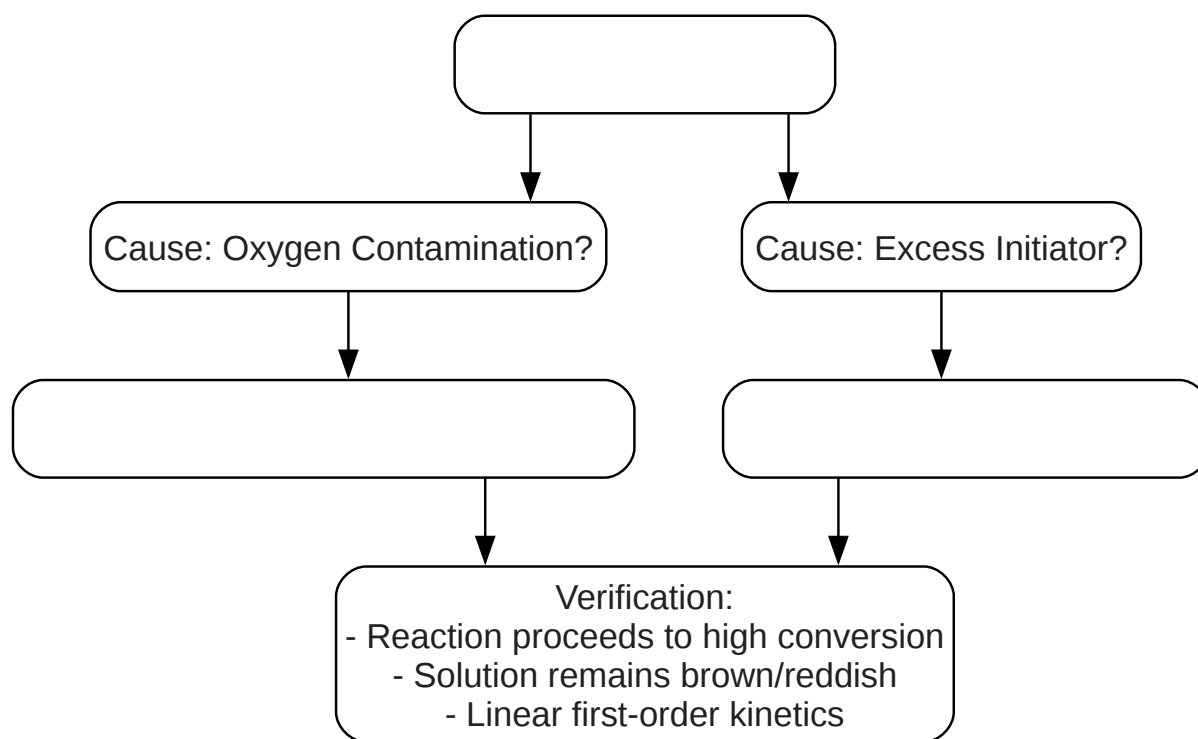 Cause: Oxygen Contamination?
Cause: Excess Initiator?
Verification:
- Reaction proceeds to high conversion
- Solution remains brown/reddish
- Linear first-order kinetics